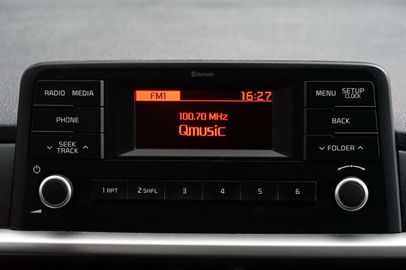 Bluetooth
RADIO MEDIA
FM1 16:27
MENU SETUP
CLOCK
100.70 MHz
PHONE
Qmusic
BACK
SEEK
TRACK
FOLDER
1 RPT 2 SHFL 3 4 5 6